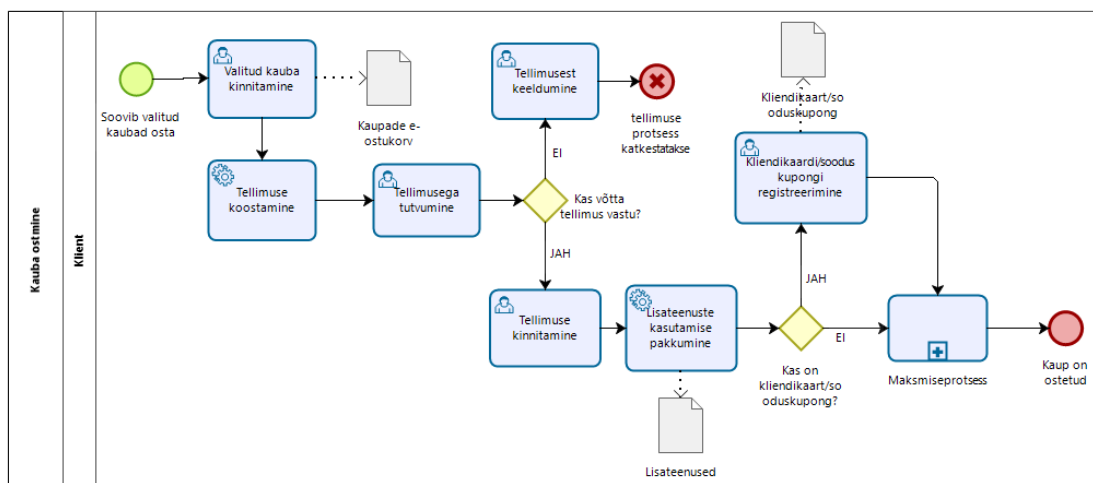 Kauba ostmine
Klient
Soovib valitud
kaubad osta
Valitud kauba
kinnitamine
Kaupade e-
ostukorv
Tellimuse
koostamine
Tellimusega
tutvumine
Kas võtta
tellimus vastu?
EI
Tellimusest
keeldumine
tellimuse
protsess
katkestatakse
JAH
Tellimuse
kinnitamine
Lisateenuste
kasutamise
pakkumine
Lisateenused
Kas on
kliendikaart/so
oduskupong?
JAH
Kliendikaardi/soodus
kupongi
registreerimine
Kliendikaart/so
oduskupong
EI
Maksmiseprotsess
Kaup on
ostetud